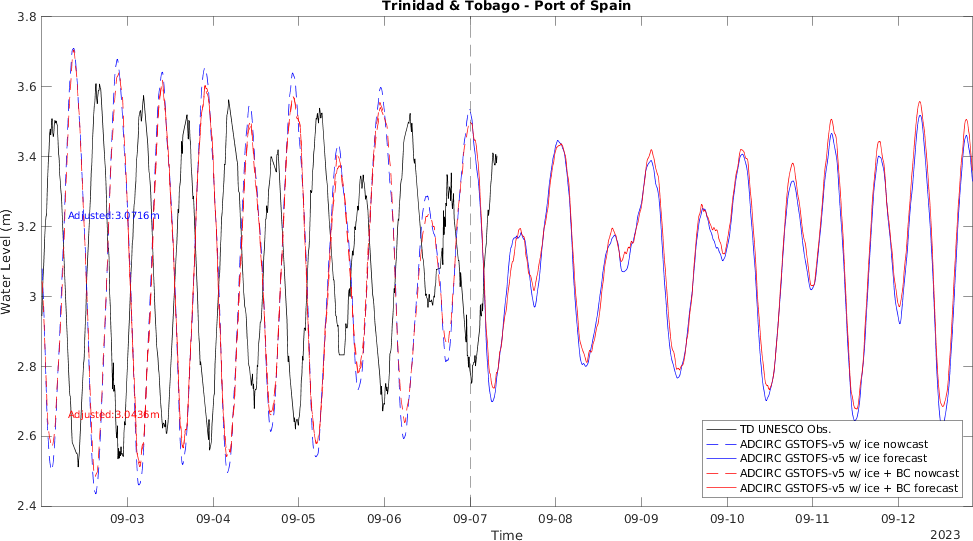 Trinidad & Tobago - Port of Spain
Water Level (m)
3.8
3.6
3.4
3.2
3
2.8
2.6
2.4
Adjusted:3.0716m
Adjusted:3.0436m
TD UNESCO Obs.
ADCIRC GSTOFS-v5 w/ ice nowcast
ADCIRC GSTOFS-v5 w/ ice forecast
ADCIRC GSTOFS-v5 w/ ice + BC nowcast
ADCIRC GSTOFS-v5 w/ ice + BC forecast
09-03 09-04 09-05 09-06 09-07 09-08 09-09 09-10 09-11 09-12
Time
2023